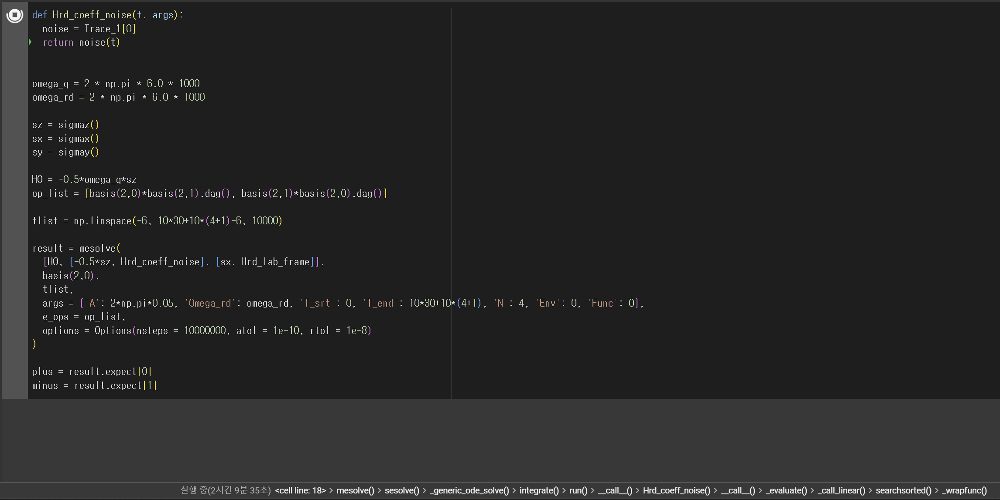 def Hrd_coeff_noise(t, args):
  noise = Trace_1[0]
  return noise(t)
omega_q = 2 * np.pi * 6.0 * 1000
omega_rd = 2 * np.pi * 6.0 * 1000
sz = sigmaz()
sx = sigmax()
sy = sigmay()
H0 = -0.5*omega_q*sz
op_list = [basis(2,0)*basis(2,1).dag(), basis(2,1)*basis(2,0).dag()]
tlist = np.linspace(-6, 10*30+10*(4+1)-6, 10000)
result = mesolve(
  [H0, [-0.5*sz, Hrd_coeff_noise], [sx, Hrd_lab_frame]],
  basis(2,0),
  tlist,
  args = {'A': 2*np.pi*0.05, 'Omega_rd': omega_rd, 'T_srt': 0, 'T_end': 10*30+10*(4+1), 'N': 4, 'Env': 0, 'Func': 0},
  e_ops = op_list,
  options = Options(nsteps = 10000000, atol = 1e-10, rtol = 1e-8)
)
plus = result.expect[0]
minus = result.expect[1]
실행 중(2시간 9분 35초) <cell line: 18> > mesolve() > sesolve() > _generic_ode_solve() > integrate() > run() > __call__() > Hrd_coeff_noise() > __call__() > _evaluate() > _call_linear() > searchsorted() > _wrapfunc()